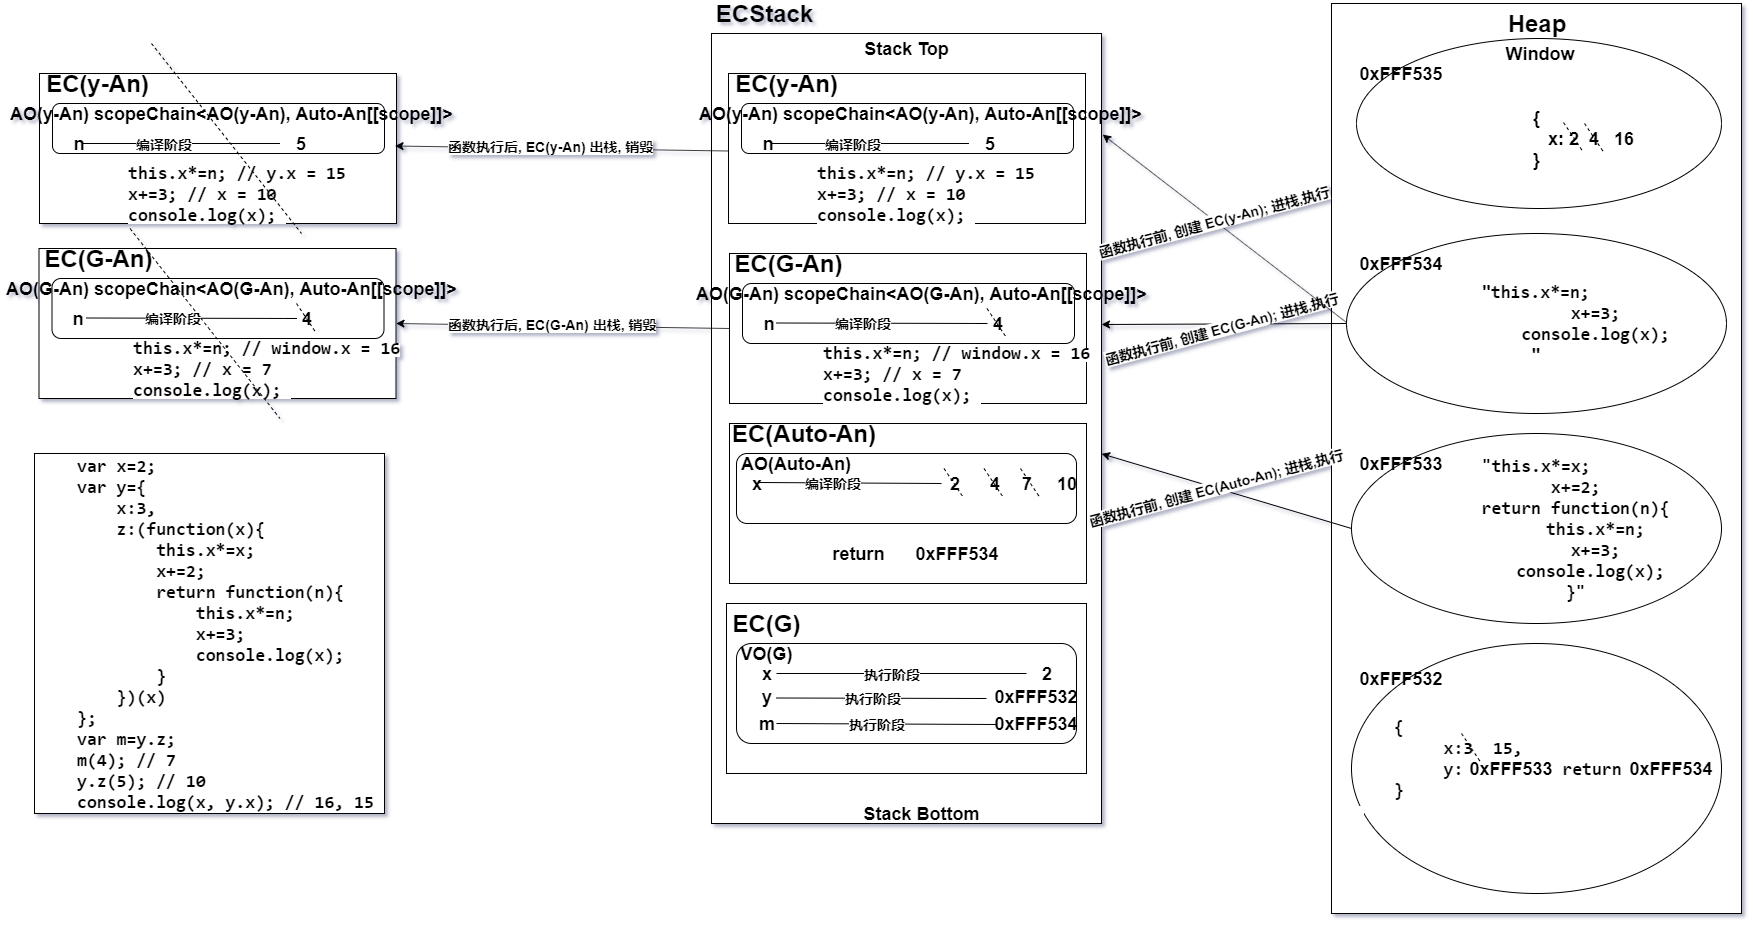 ECStack
Stack Top
EC(y-An)
AO(y-An) scopeChain<AO(y-An), Auto-An[[scope]]>
n 编译阶段 5
this.x*=n; // y.x = 15
x+=3; // x = 10
console.log(x);
函数执行后, EC(y-An) 出栈, 销毁
EC(G-An)
AO(G-An) scopeChain<AO(G-An), Auto-An[[scope]]>
n 编译阶段 4
this.x*=n; // window.x = 16
x+=3; // x = 7
console.log(x);
函数执行后, EC(G-An) 出栈, 销毁
var x=2;
var y={
x:3,
z:(function(x){
this.x*=x;
x+=2;
return function(n){
this.x*=n;
x+=3;
console.log(x);
}
})(x)
};
var m=y.z;
m(4); // 7
y.z(5); // 10
console.log(x, y.x); // 16, 15
EC(y-An)
AO(y-An) scopeChain<AO(y-An), Auto-An[[scope]]>
n 编译阶段 5
this.x*=n; // y.x = 15
x+=3; // x = 10
console.log(x);
EC(G-An)
AO(G-An) scopeChain<AO(G-An), Auto-An[[scope]]>
n 编译阶段 4
this.x*=n; // window.x = 16
x+=3; // x = 7
console.log(x);
EC(Auto-An)
AO(Auto-An)
x 编译阶段 2 4 7 10
return 0xFFF534
EC(G)
VO(G)
x 执行阶段 2
y 执行阶段 0xFFF532
m 执行阶段 0xFFF534
Stack Bottom
函数执行前, 创建 EC(y-An); 进栈,执行
函数执行前, 创建 EC(G-An); 进栈,执行
函数执行前, 创建 EC(Auto-An); 进栈,执行
Heap
Window
0xFFF535
{
x: 2 4 16
}
0xFFF534
"this.x*=n;
x+=3;
console.log(x);
"
0xFFF533
"this.x*=x;
x+=2;
return function(n){
this.x*=n;
x+=3;
console.log(x);
}"
0xFFF532
{
x:3 15,
y: 0xFFF533 return 0xFFF534
}